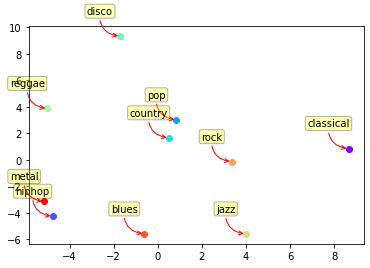 disco
10
8
reggae
6
pop
4
country
2
rock
classical
0
metal
−2
hiphop
blues
jazz
−4
−6
−4 −2 0 2 4 6 8